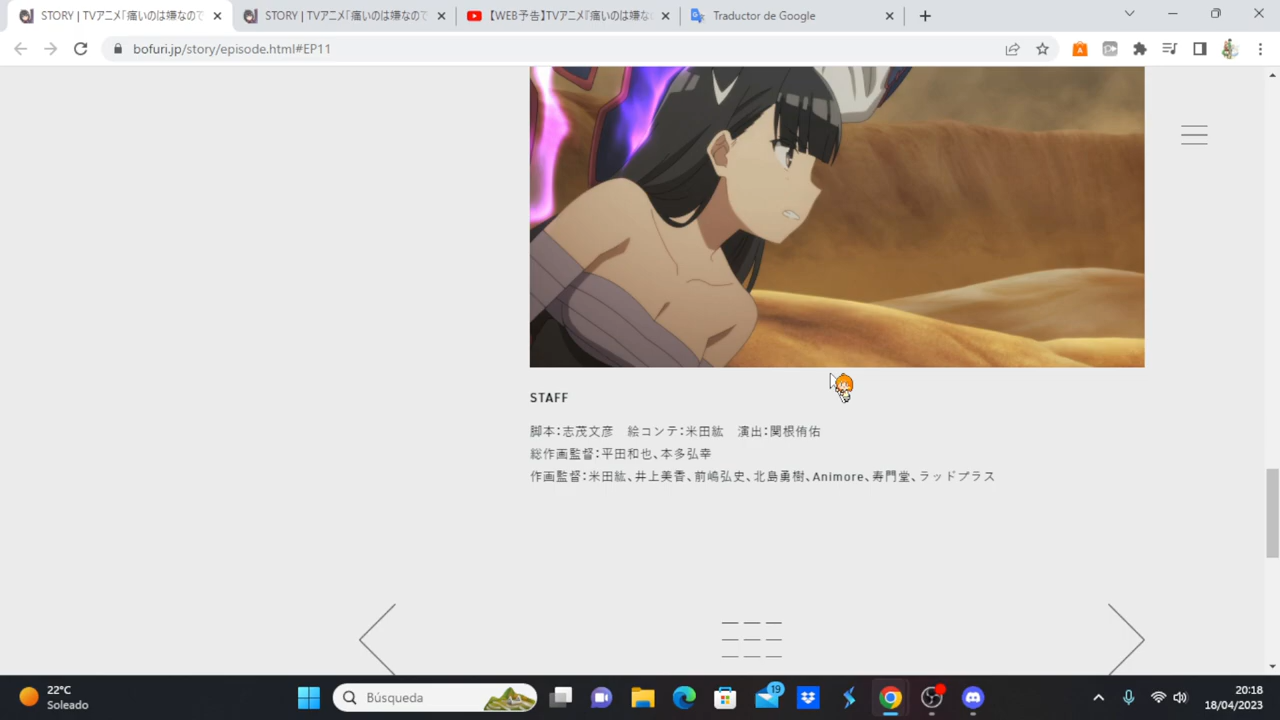 STORY | TVアニメ「痛いのは嫌なので
STORY | TVアニメ「痛いのは嫌なので
【WEB予告】TVアニメ『痛いのは嫌な
Traductor de Google
bofuri.jp/story/episode.html#EP11
STAFF
脚本：志茂文彦　絵コンテ：米田紘　演出：関根侑佑
総作画監督：平田和也、本多弘幸
作画監督：米田紘、井上美香、前嶋弘史、北島勇樹、Animore、寿門堂、ラッドプラス
22°C
Soleado
Búsqueda
19
20:18
18/04/2023